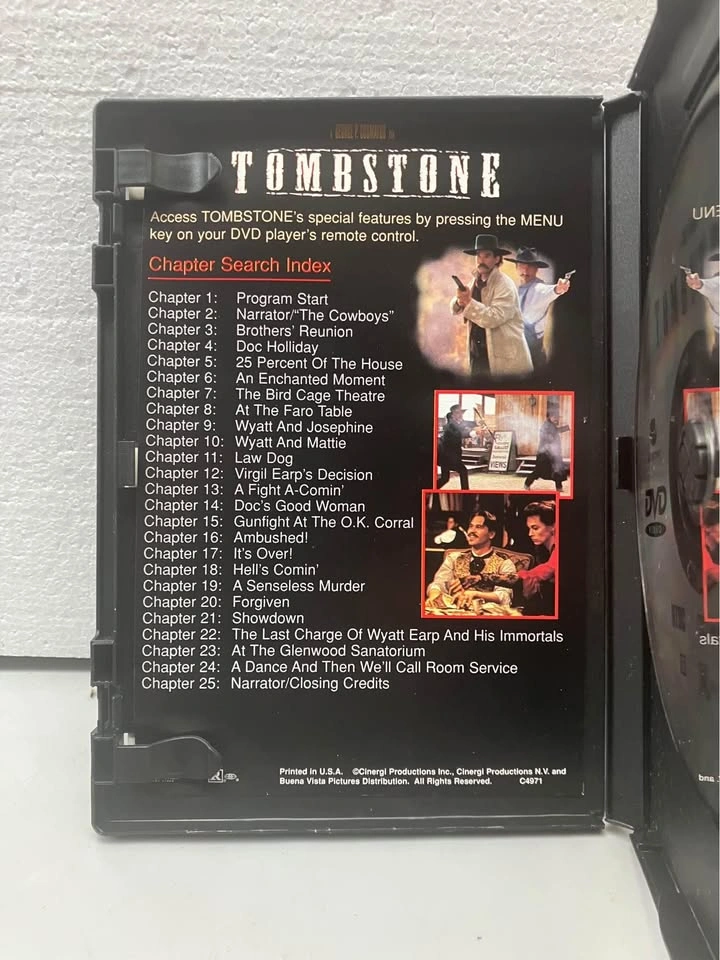 A GEORGE P. COSMATOS FILM
TOMBSTONE
Access TOMBSTONE's special features by pressing the MENU
key on your DVD player's remote control.
Chapter Search Index
Chapter 1: Program Start
Chapter 2: Narrator/"The Cowboys"
Chapter 3: Brothers' Reunion
Chapter 4: Doc Holliday
Chapter 5: 25 Percent Of The House
Chapter 6: An Enchanted Moment
Chapter 7: The Bird Cage Theatre
Chapter 8: At The Faro Table
Chapter 9: Wyatt And Josephine
Chapter 10: Wyatt And Mattie
Chapter 11: Law Dog
Chapter 12: Virgil Earp's Decision
Chapter 13: A Fight A-Comin'
Chapter 14: Doc's Good Woman
Chapter 15: Gunfight At The O.K. Corral
Chapter 16: Ambushed!
Chapter 17: It's Over!
Chapter 18: Hell's Comin'
Chapter 19: A Senseless Murder
Chapter 20: Forgiven
Chapter 21: Showdown
Chapter 22: The Last Charge Of Wyatt Earp And His Immortals
Chapter 23: At The Glenwood Sanatorium
Chapter 24: A Dance And Then We'll Call Room Service
Chapter 25: Narrator/Closing Credits
VIEWS
Printed in U.S.A. ©Cinergi Productions Inc., Cinergi Productions N.V. and
Buena Vista Pictures Distribution. All Rights Reserved. C4971
DVD